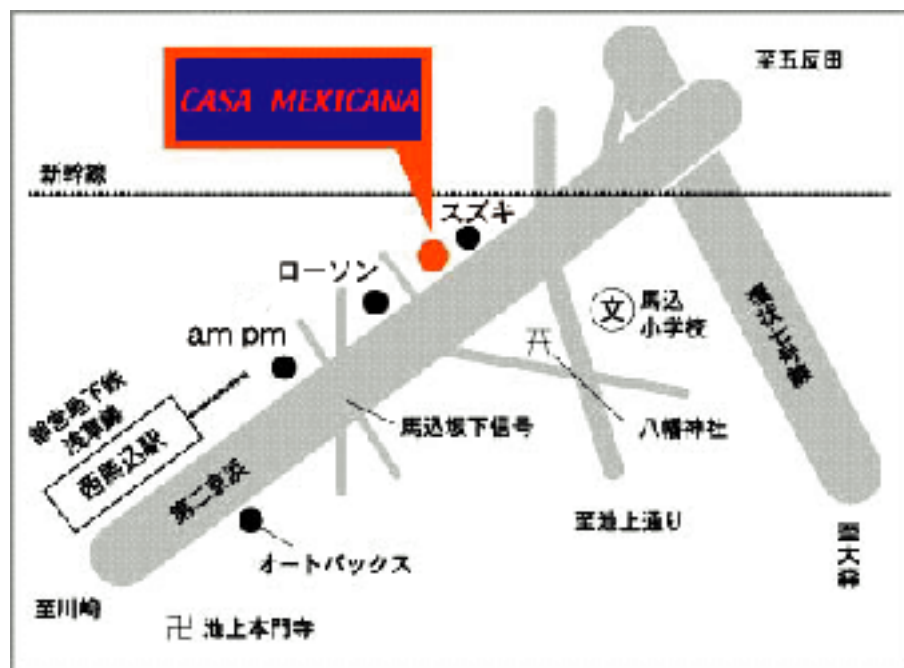 至五反田
CASA MEXICANA
新幹線
スズキ
ローソン
文
馬込
小学校
am pm
環状七号線
都営地下鉄
浅草線
西馬込駅
馬込坂下信号
八幡神社
第二京浜
至池上通り
至大森
オートバックス
至川崎
卍 池上本門寺